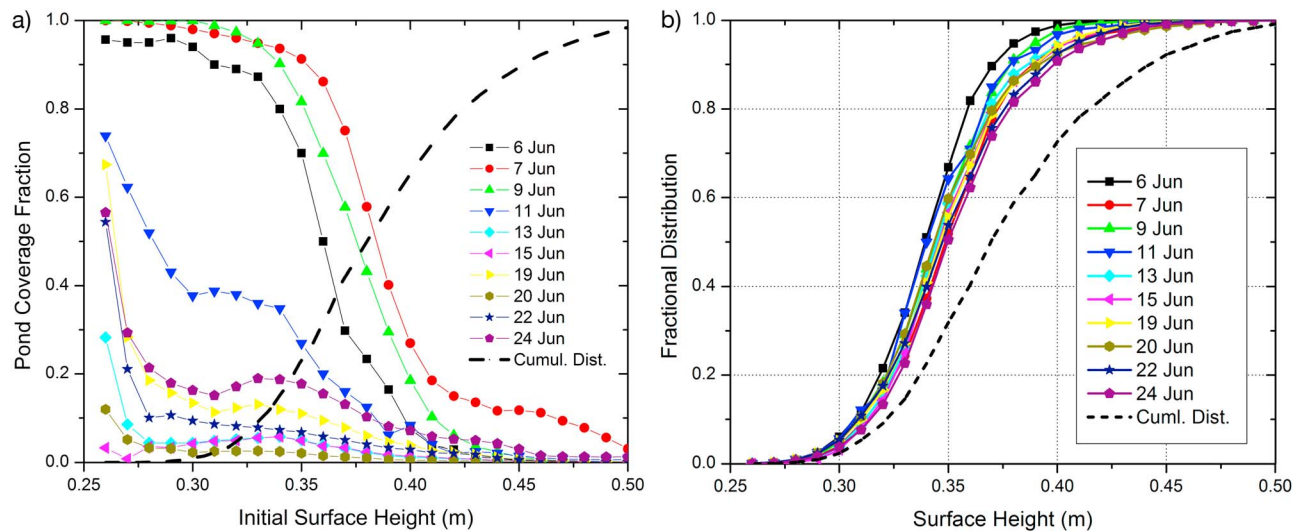 a)
1.0
0.8
0.6
0.4
0.2
0.0
Pond Coverage Fraction
0.25
0.30
0.35
0.40
0.45
0.50
Initial Surface Height (m)
6 Jun
7 Jun
9 Jun
11 Jun
13 Jun
15 Jun
19 Jun
20 Jun
22 Jun
24 Jun
Cumul. Dist.
b)
1.0
0.8
0.6
0.4
0.2
0.0
Fractional Distribution
0.25
0.30
0.35
0.40
0.45
0.50
Surface Height (m)
6 Jun
7 Jun
9 Jun
11 Jun
13 Jun
15 Jun
19 Jun
20 Jun
22 Jun
24 Jun
Cuml. Dist.